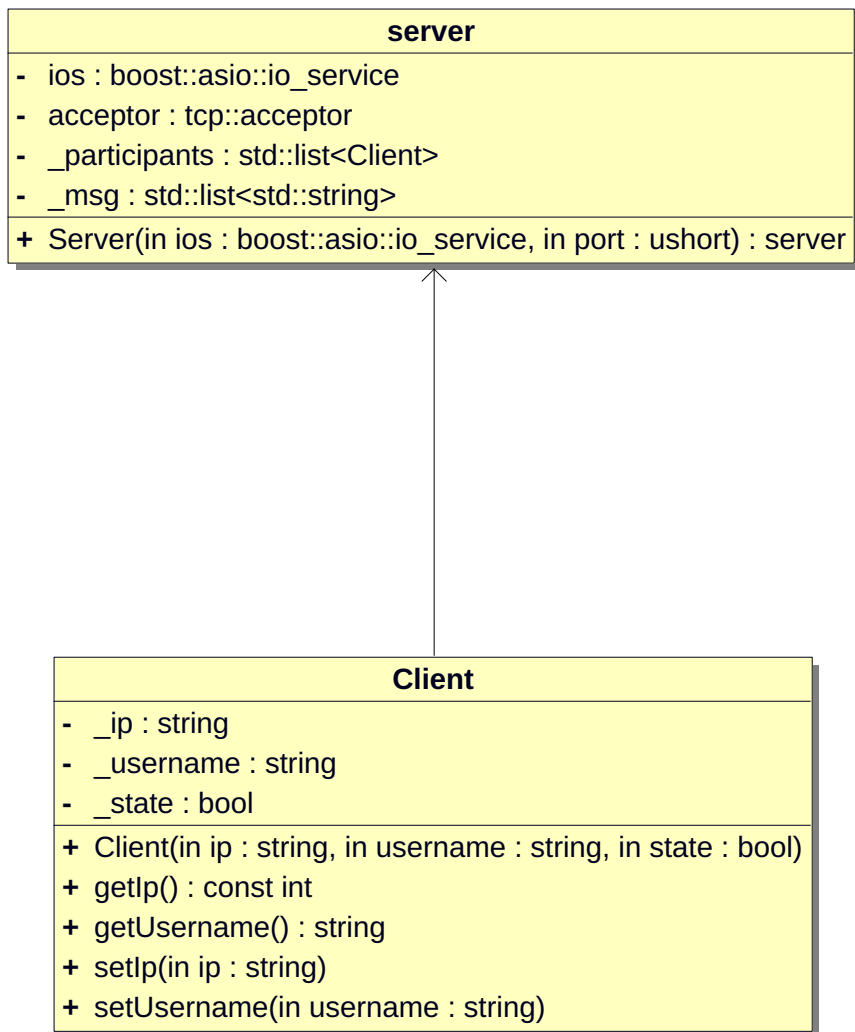 server
- ios : boost::asio::io_service
- acceptor : tcp::acceptor
- _participants : std::list<Client>
- _msg : std::list<std::string>
+ Server(in ios : boost::asio::io_service, in port : ushort) : server
Client
- _ip : string
- _username : string
- _state : bool
+ Client(in ip : string, in username : string, in state : bool)
+ getIp() : const int
+ getUsername() : string
+ setIp(in ip : string)
+ setUsername(in username : string)